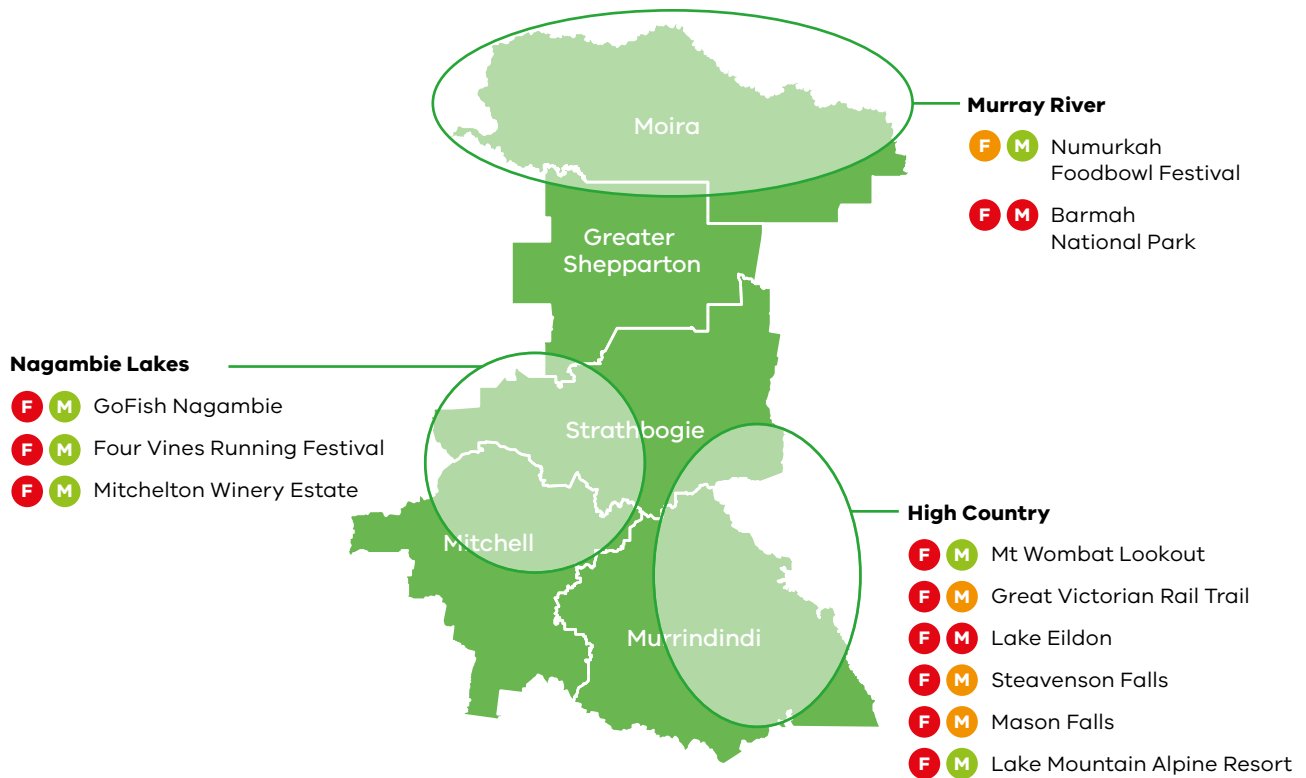 Moira
Murray River
F M Numurkah
Foodbowl Festival
F M Barmah
National Park
Greater
Shepparton
Nagambie Lakes
F M GoFish Nagambie
F M Four Vines Running Festival
F M Mitchelton Winery Estate
Strathbogie
Mitchell
Murrindindi
High Country
F M Mt Wombat Lookout
F M Great Victorian Rail Trail
F M Lake Eildon
F M Steavenson Falls
F M Mason Falls
F M Lake Mountain Alpine Resort